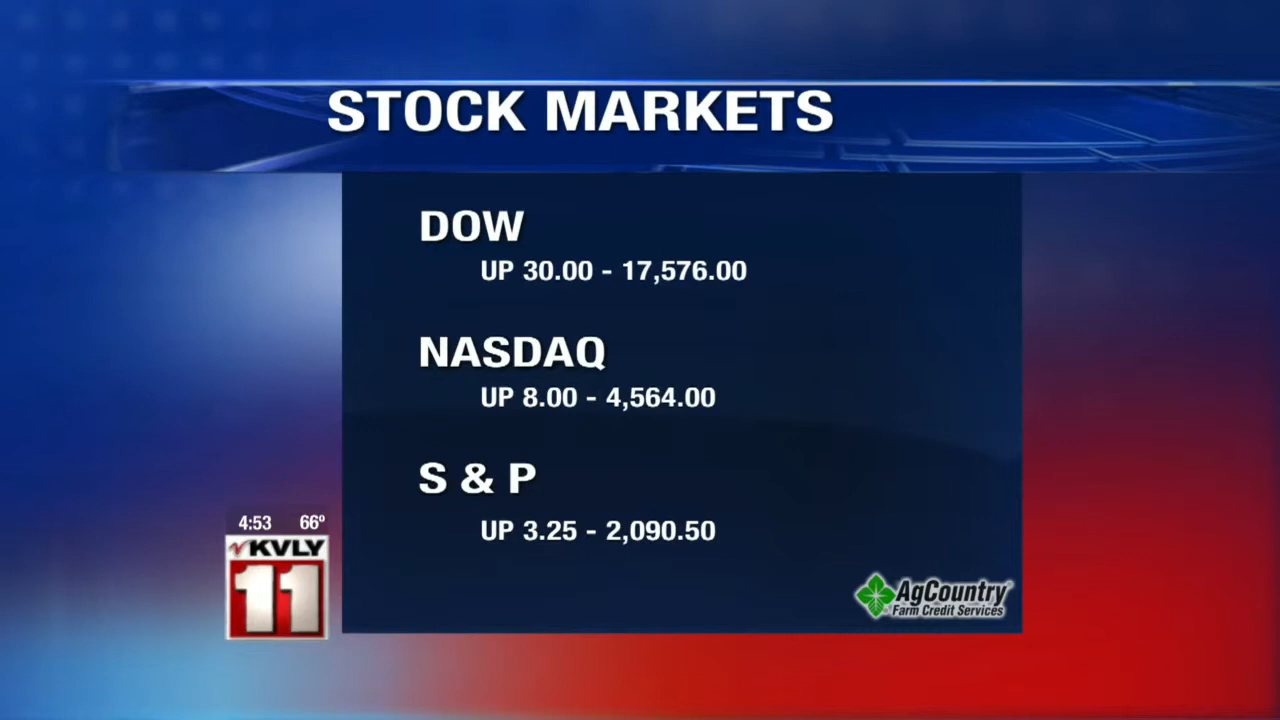 STOCK MARKETS
DOW
UP 30.00 - 17,576.00
NASDAQ
UP 8.00 - 4,564.00
S & P
UP 3.25 - 2,090.50
4:53 66º
KVLY
11
AgCountry
Farm Credit Services